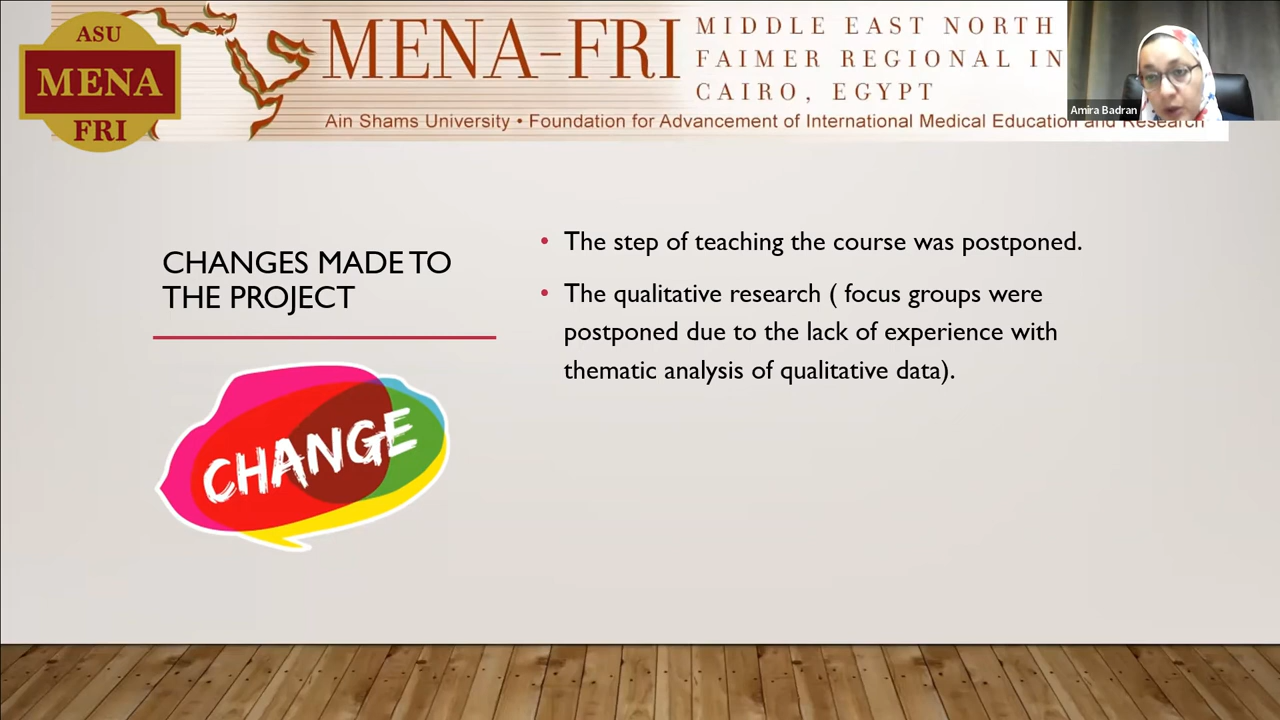 ASU
MENA
FRI
MENA-FRI
MIDDLE EAST NORTH
FAIMER REGIONAL IN
CAIRO, EGYPT
Ain Shams University • Foundation for Advancement of International Medical Education and Research
Amira Badran
CHANGES MADE TO
THE PROJECT
CHANGE
• The step of teaching the course was postponed.
• The qualitative research ( focus groups were
postponed due to the lack of experience with
thematic analysis of qualitative data).